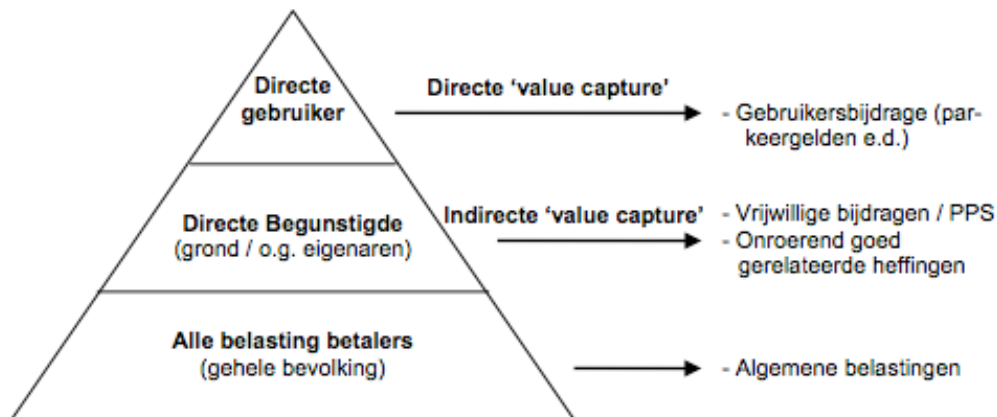 Directe
gebruiker
Directe ‘value capture’
- Gebruikersbijdrage (par-
keergelden e.d.)
Directe Begunstigde
(grond / o.g. eigenaren)
Indirecte ‘value capture’
- Vrijwillige bijdragen / PPS
- Onroerend goed
gerelateerde heffingen
Alle belasting betalers
(gehele bevolking)
- Algemene belastingen